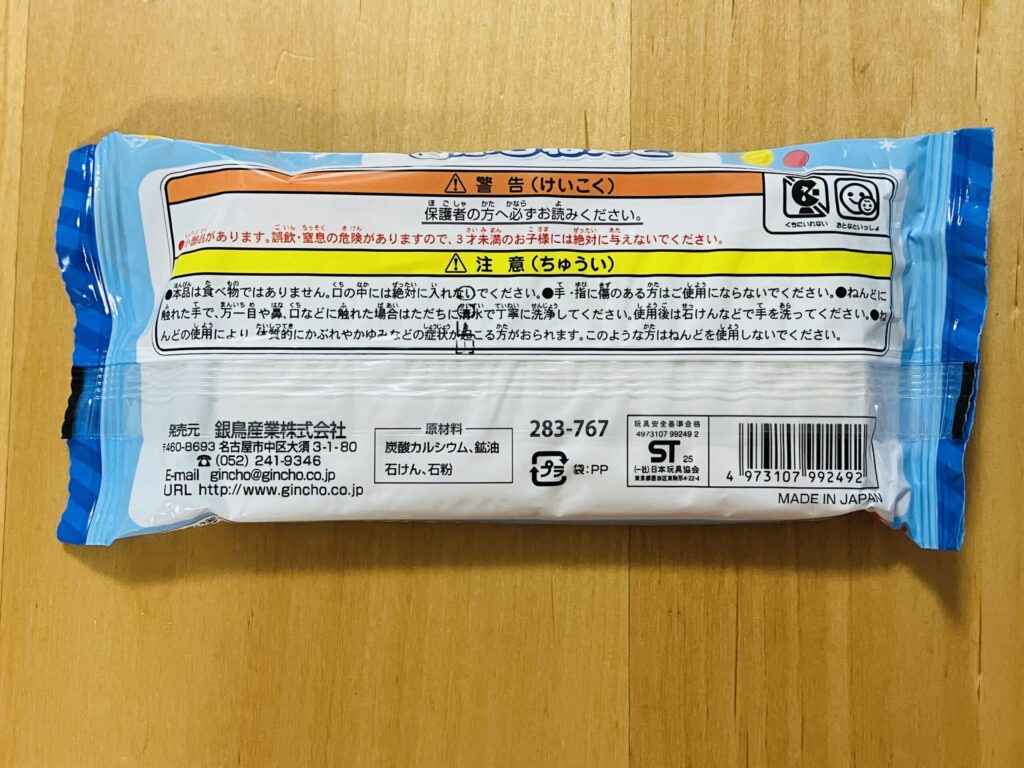 警告(けいこく)
保護者の方へ必ずお読みください。
があります。誤飲・窒息の危険がありますので、3才未満のお子様には絶対に与えないでください。
くちにいれない おとなといっしょ
注意(ちゅうい)
●本品は食べ物ではありません。口の中には絶対に入れないでください。●手・指に傷のある方はご使用にならないでください。●ねんどに
触れた手で、万一目や鼻、口などに触れた場合はただちに清水で丁寧に洗浄してください。使用後は石けんなどで手を洗ってください。●ね
んどの使用により、体質的にかぶれやかゆみなどの症状が起こる方がおられます。このような方はねんどを使用しないでください。
発売元 銀鳥産業株式会社
〒460-8693 名古屋市中区大須3-1-80
☎(052) 241-9346
E-mail gincho@gincho.co.jp
URL http://www.gincho.co.jp
原材料
炭酸カルシウム、鉱油
石けん、石粉
283-767
プラ 袋:PP
玩具安全基準合格
4973107 99249 2
ST 25
(一社)日本玩具協会
東京都墨田区東駒形4-22-4
4 973107 992492
MADE IN JAPAN